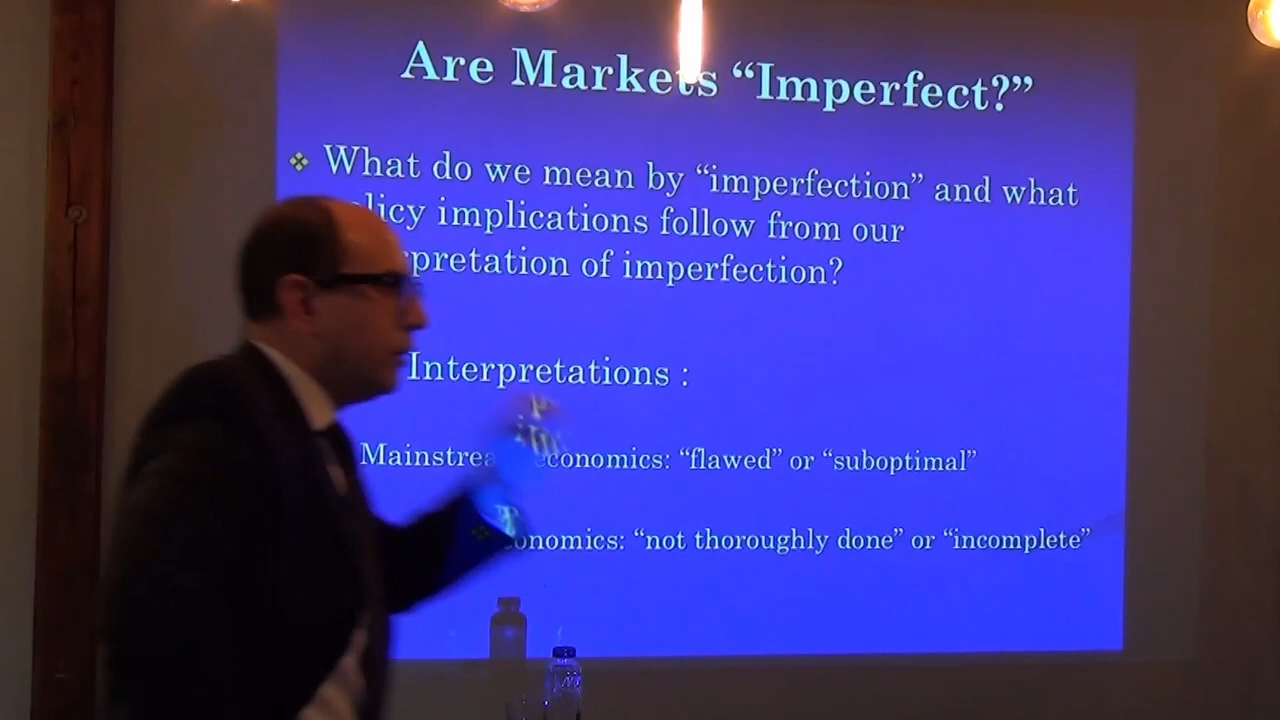 Are Markets “Imperfect?”
What do we mean by “imperfection” and what
licy implications follow from our
rpretation of imperfection?
Interpretations :
Mainstrea conomics: “flawed” or “suboptimal”
onomics: “not thoroughly done” or “incomplete”